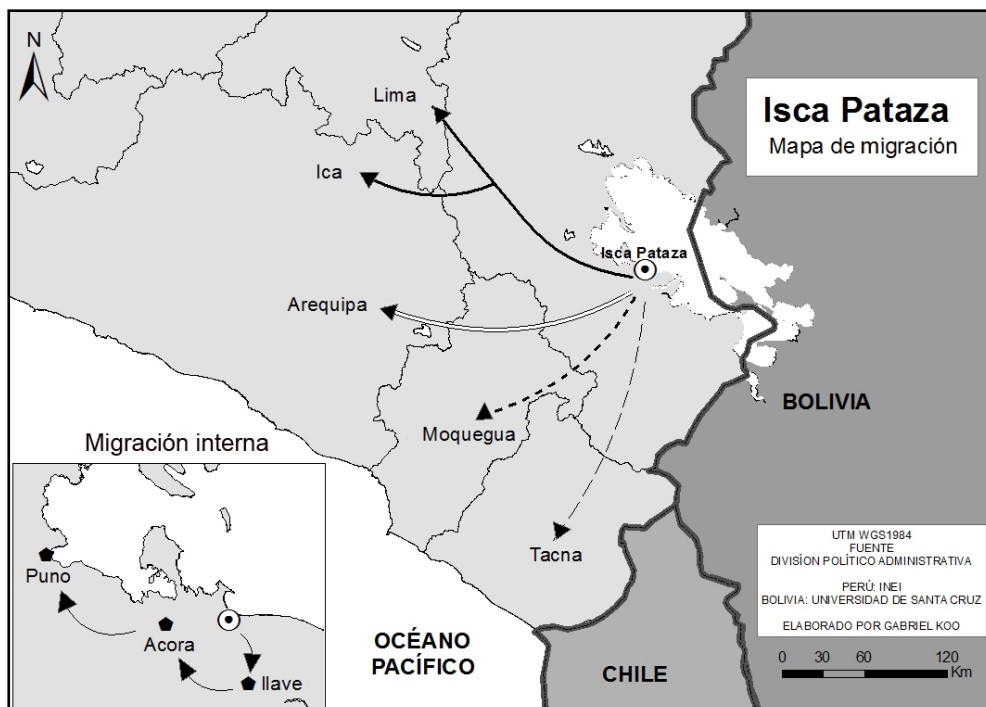 N
Lima
Isca Pataza
Mapa de migración
Ica
Isca Pataza
Arequipa
BOLIVIA
Moquegua
Migración interna
Tacna
Puno
Acora
Ilave
OCÉANO
PACÍFICO
CHILE
UTM WGS1984
FUENTE
DIVISÍON POLÍTICO ADMINISTRATIVA
PERÚ: INEI
BOLIVIA: UNIVERSIDAD DE SANTA CRUZ
ELABORADO POR GABRIEL KOO
0 30 60 120
Km